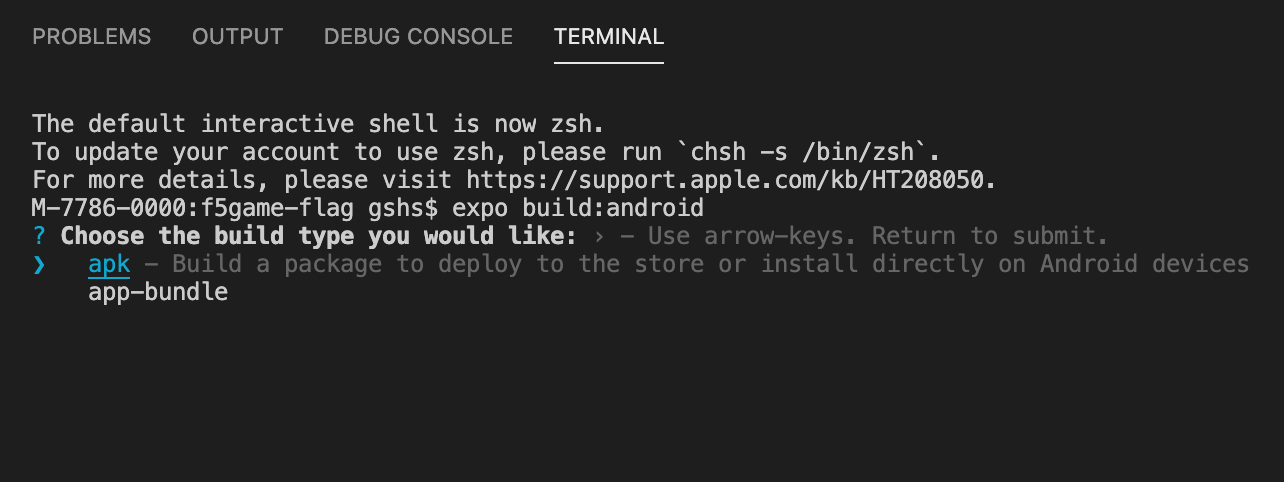 PROBLEMS OUTPUT DEBUG CONSOLE TERMINAL
The default interactive shell is now zsh.
To update your account to use zsh, please run `chsh -s /bin/zsh`.
For more details, please visit https://support.apple.com/kb/HT208050.
M-7786-0000:f5game-flag gshs$ expo build:android
? Choose the build type you would like: › - Use arrow-keys. Return to submit.
❯   apk - Build a package to deploy to the store or install directly on Android devices
    app-bundle